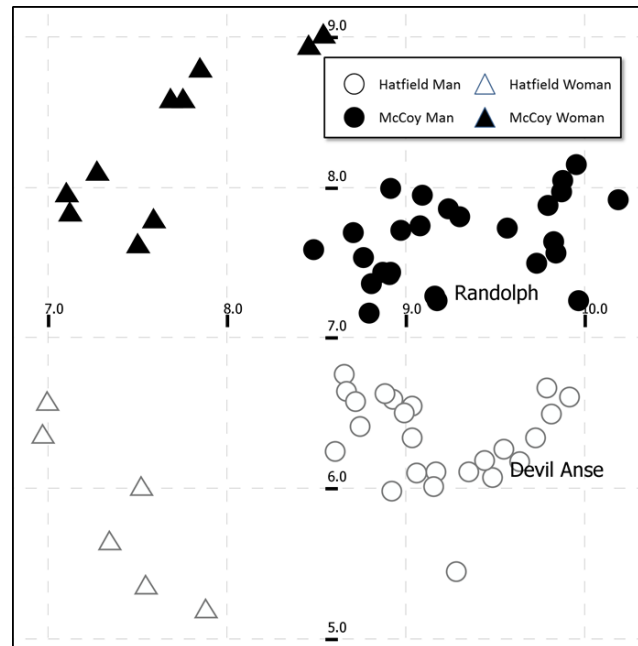 9.0
Hatfield Man Hatfield Woman
McCoy Man McCoy Woman
8.0
Randolph
7.0 8.0 9.0 10.0
7.0
Devil Anse
6.0
5.0